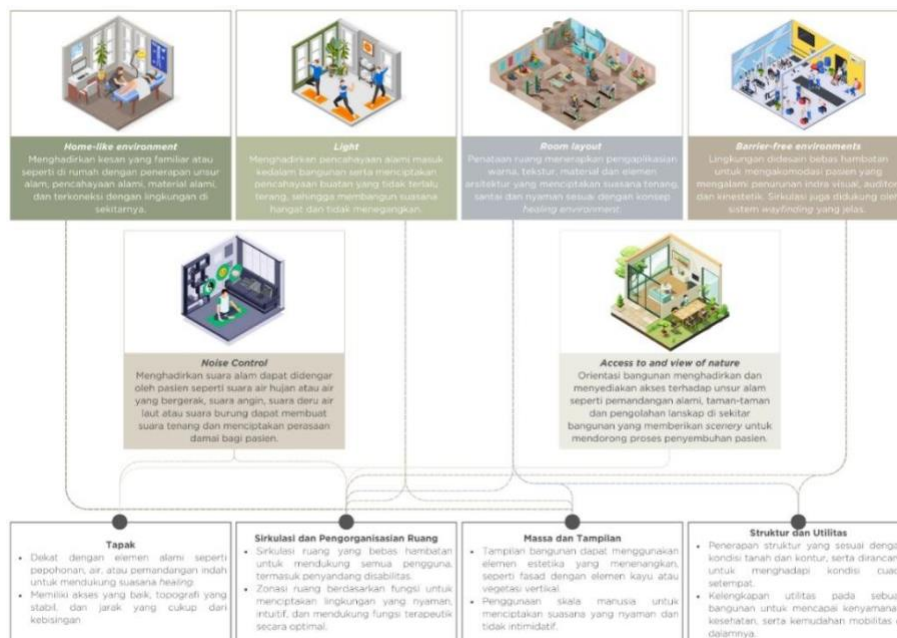 Home-like environment
Menghadirkan kesan yang familiar atau
seperti di rumah dengan penerapan unsur
alam, pencahayaan alami, material alami,
dan terkoneksi dengan lingkungan di
sekitarnya.
Light
Menghadirkan pencahayaan alami masuk
kedalam bangunan serta menciptakan
pencahayaan buatan yang tidak terlalu
terang, sehingga membangun suasana
hangat dan tidak menegangkan.
Room layout
Penataan ruang menerapkan pengaplikasian
warna, tekstur, material dan elemen
arsitektur yang menciptakan suasana tenang,
santai dan nyaman sesuai dengan konsep
healing environment.
Barrier-free environments
Lingkungan didesain bebas hambatan
untuk mengakomodasi pasien yang
mengalami penurunan indra visual, auditori
dan kinestetik. Sirkulasi juga didukung oleh
sistem wayfinding yang jelas.
Noise Control
Menghadirkan suara alam dapat didengar
oleh pasien seperti suara air hujan atau air
yang bergerak, suara angin, suara deru air
laut atau suara burung dapat membuat
suara tenang dan menciptakan perasaan
damai bagi pasien.
Access to and view of nature
Orientasi bangunan menghadirkan dan
menyediakan akses terhadap unsur alam
seperti pemandangan alami, taman-taman
dan pengolahan lanskap di sekitar
bangunan yang memberikan scenery untuk
mendorong proses penyembuhan pasien.
Tapak
• Dekat dengan elemen alami seperti
pepohonan, air, atau pemandangan indah
untuk mendukung suasana healing
• Memiliki akses yang baik, topografi yang
stabil, dan jarak yang cukup dari
kebisingan
Sirkulasi dan Pengorganisasian Ruang
• Sirkulasi ruang yang bebas hambatan
untuk mendukung semua pengguna,
termasuk penyandang disabilitas.
• Zonasi ruang berdasarkan fungsi untuk
menciptakan lingkungan yang nyaman,
intuitif, dan mendukung fungsi terapeutik
secara optimal.
Massa dan Tampilan
• Tampilan bangunan dapat menggunakan
elemen estetika yang menenangkan,
seperti fasad dengan elemen kayu atau
vegetasi vertikal.
• Penggunaan skala manusia untuk
menciptakan suasana yang nyaman dan
tidak intimidatif.
Struktur dan Utilitas
• Penerapan struktur yang sesuai denga
kondisi tanah dan kontur, serta dirancan
untuk menghadapi kondisi cuac
setempat.
• Kelengkapan utilitas pada sebua
bangunan untuk mencapai kenyamana
kesehatan, serta kemudahan mobilitas d
dalamnya.